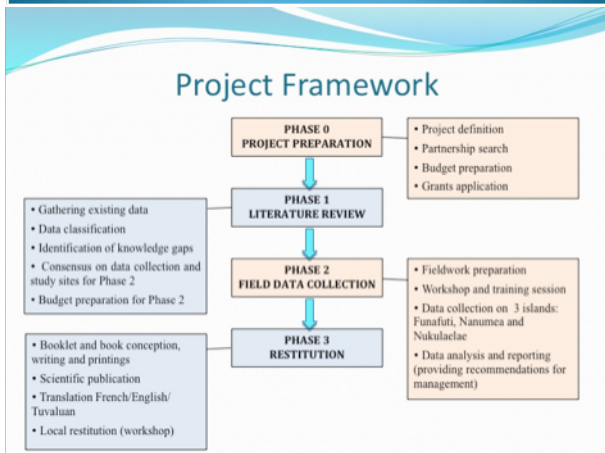 Project Framework
PHASE 0
PROJECT PREPARATION
• Project definition
• Partnership search
• Budget preparation
• Grants application
PHASE 1
LITERATURE REVIEW
• Gathering existing data
• Data classification
• Identification of knowledge gaps
• Consensus on data collection and
study sites for Phase 2
• Budget preparation for Phase 2
PHASE 2
FIELD DATA COLLECTION
• Fieldwork preparation
• Workshop and training session
• Data collection on 3 islands:
Funafuti, Nanumea and
Nukulaelae
• Data analysis and reporting
(providing recommendations for
management)
PHASE 3
RESTITUTION
• Booklet and book conception,
writing and printings
• Scientific publication
• Translation French/English/
Tuvaluan
• Local restitution (workshop)